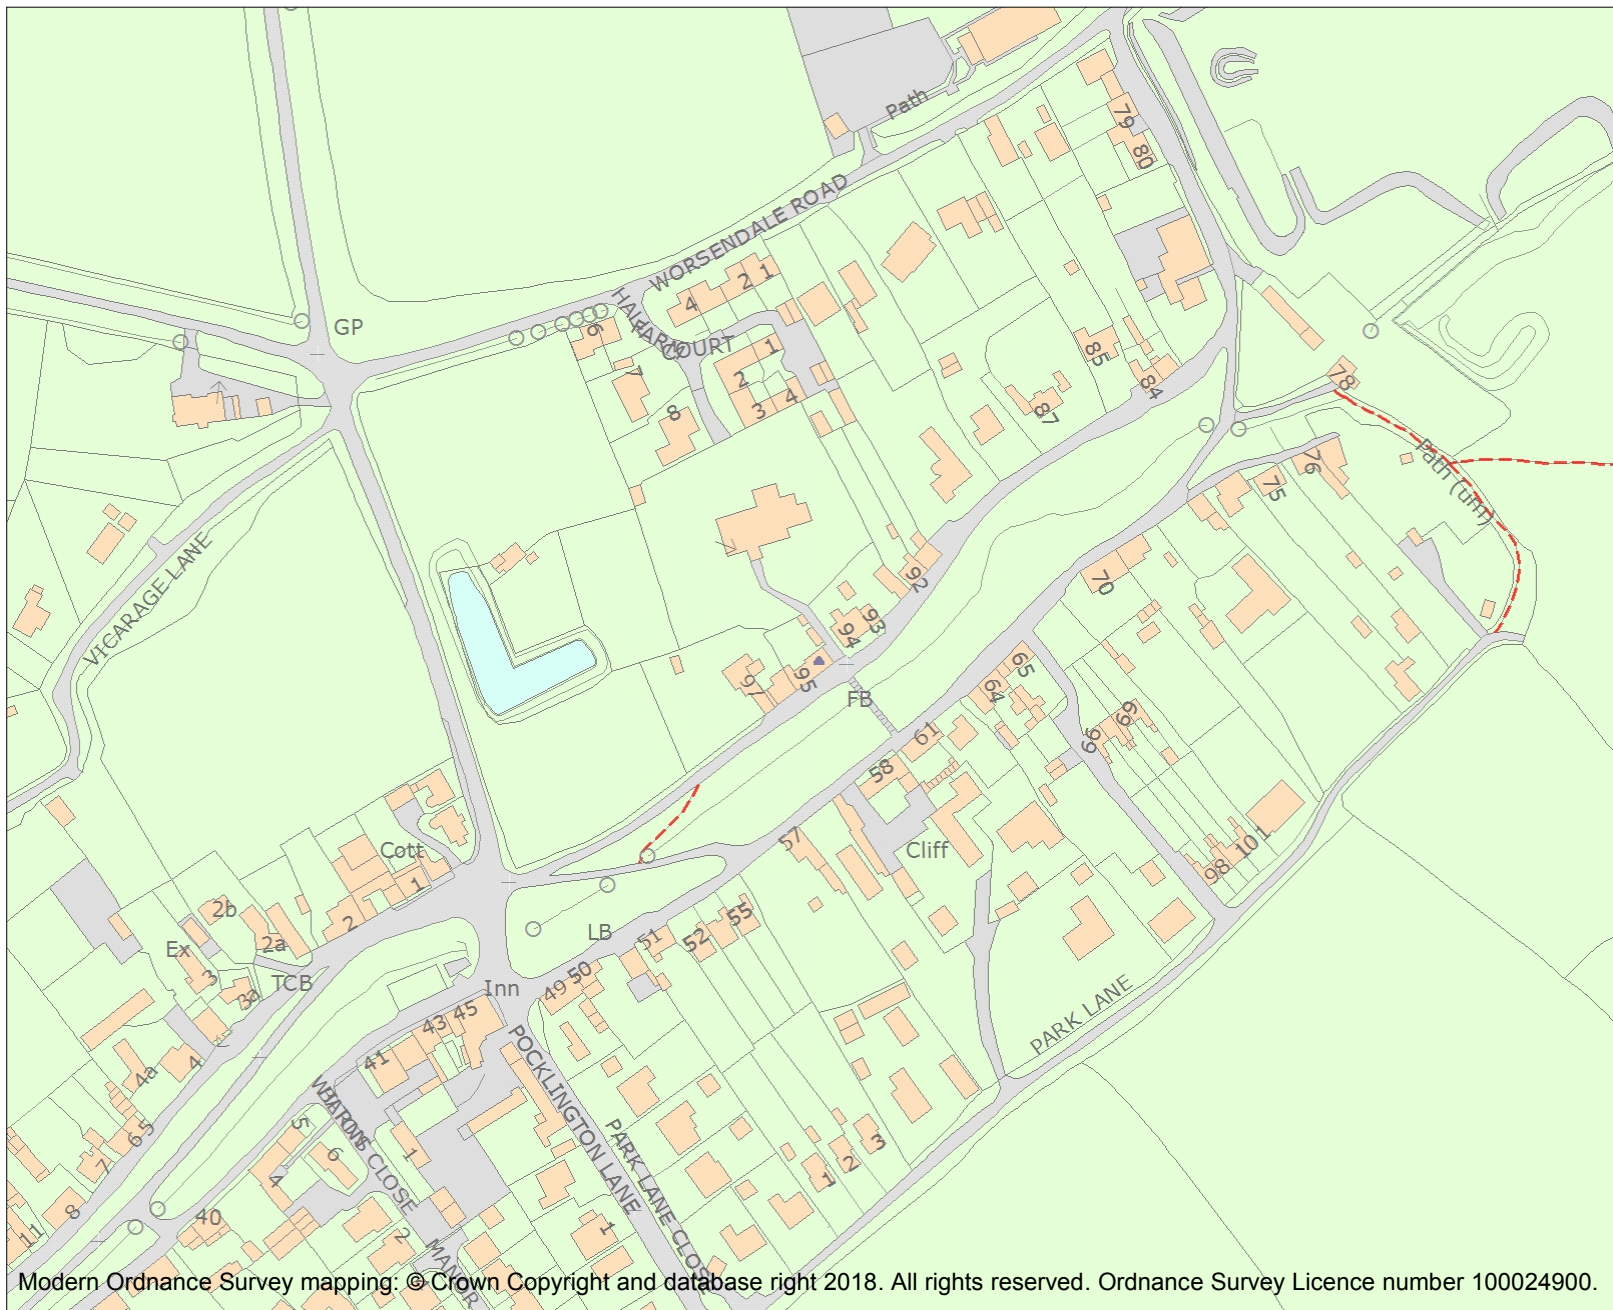 Path
79
80
WORSENDALE ROAD
GP
4
2
1
HALFPARS
COURT
6
7
8
1
2
3
4
85
84
87
78
76
75
Path (um)
VICARAGE LANE
92
93
94
95
97
70
FB
65
64
61
58
69
66
57
Cliff
101
98
Cott
1
2
2b
2a
Ex
3
3a
TCB
LB
55
52
51
50
49
Inn
45
43
41
4
4a
5
6
7
8
11
POCKLINGTON LANE
PARK LANE CLOSE
PARK LANE
BARONS CLOSE
5
6
4
1
2
40
1
1
2
3
MANOR
Modern Ordnance Survey mapping: © Crown Copyright and database right 2018. All rights reserved. Ordnance Survey Licence number 100024900.